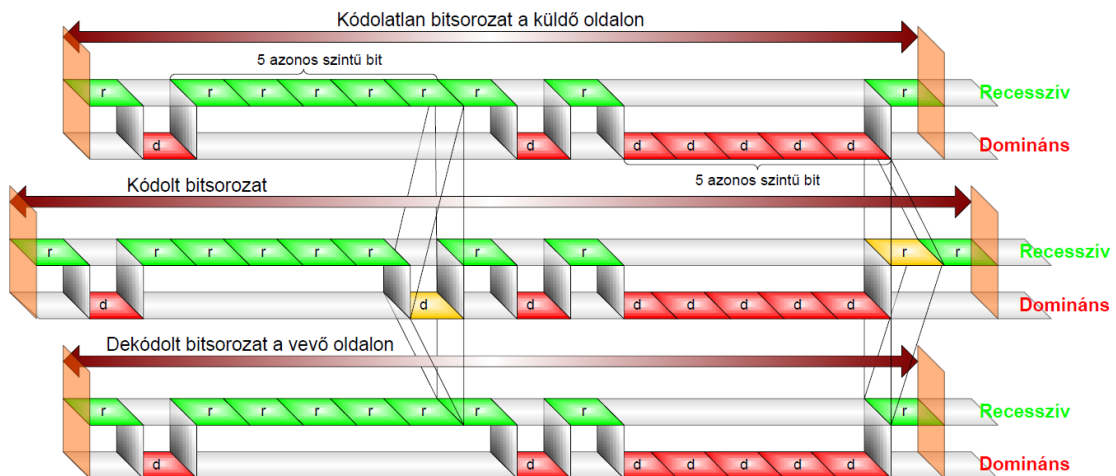 Kódolatlan bitsorozat a küldő oldalon
5 azonos szintű bit
r r r r r r r r r Recesszív
d d d d d d d Domináns
5 azonos szintű bit
Kódolt bitsorozat
r r r r r r r r r r Recesszív
d d d d d d d d Domináns
Dekódolt bitsorozat a vevő oldalon
r r r r r r r r r Recesszív
d d d d d d d Domináns